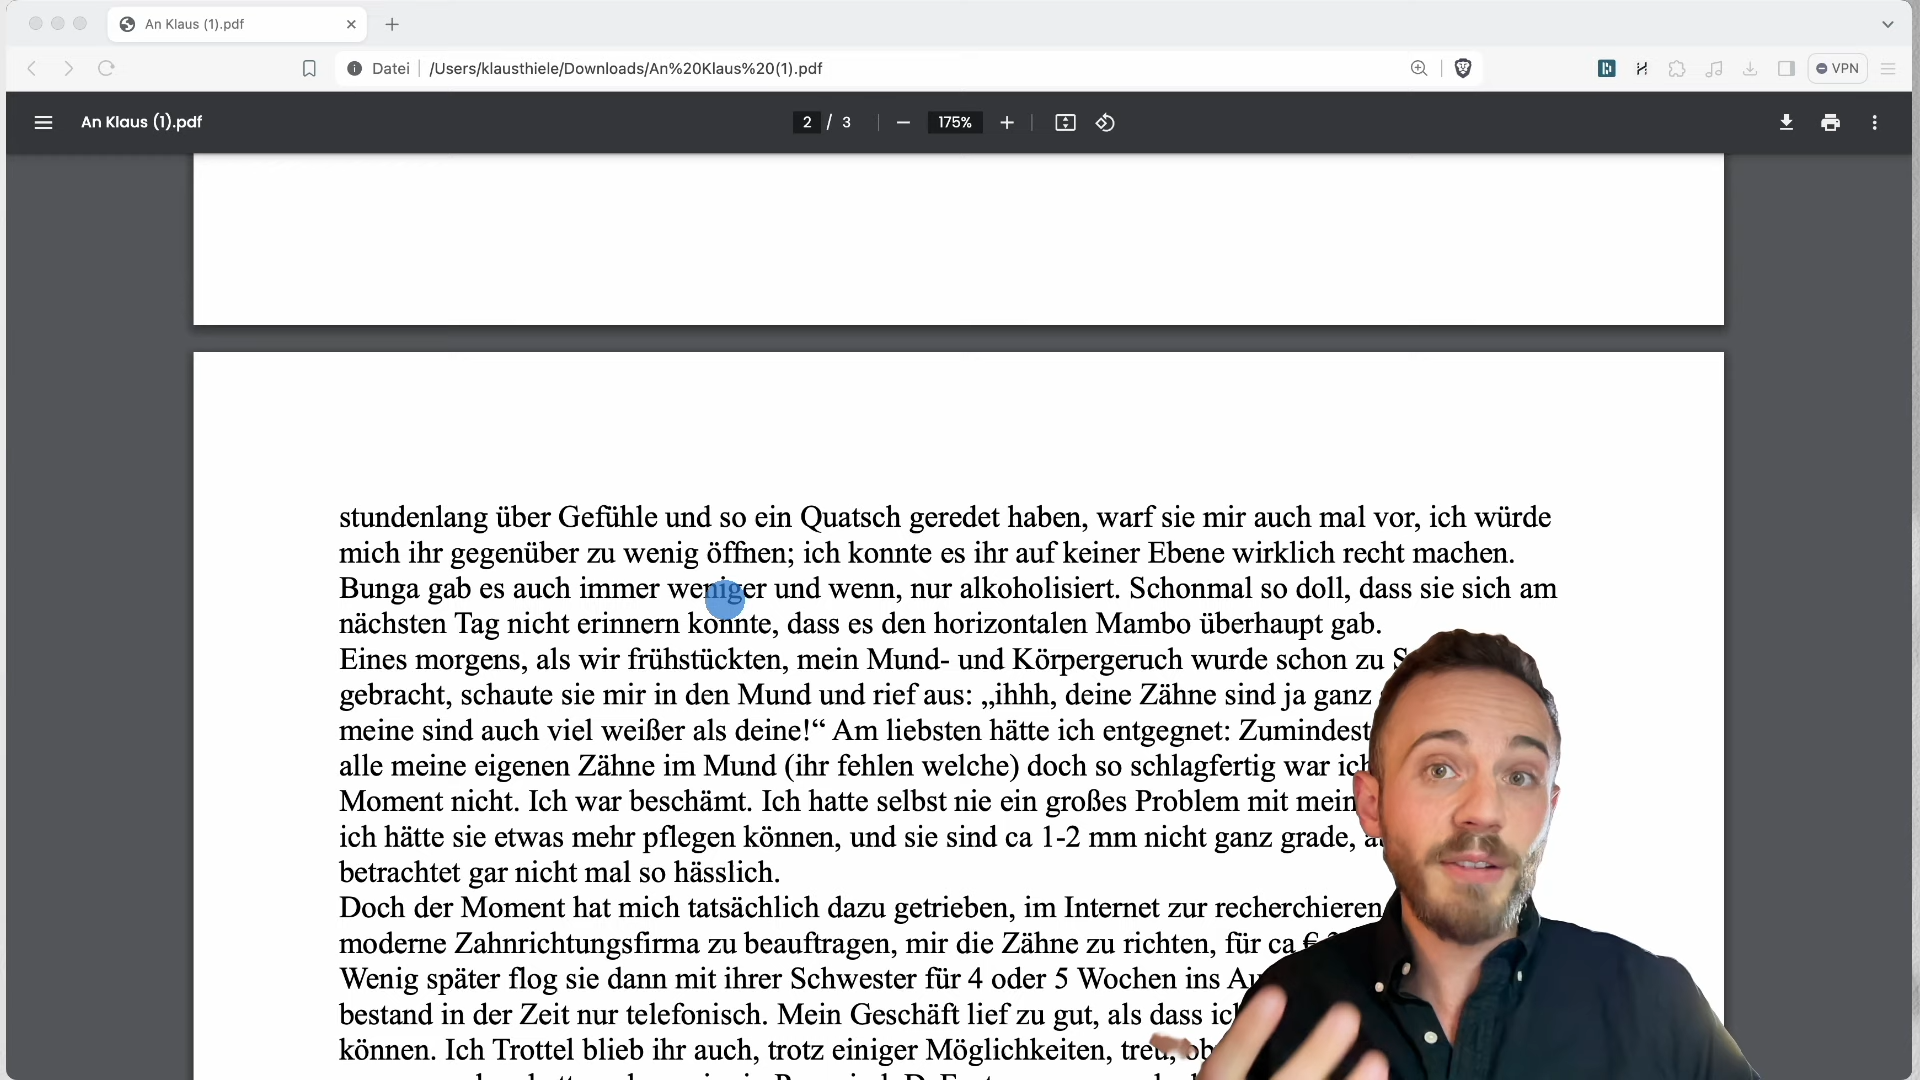 An Klaus (1).pdf
Datei /Users/klausthiele/Downloads/An%20Klaus%20(1).pdf
VPN
An Klaus (1).pdf
2 / 3
175%
stundenlang über Gefühle und so ein Quatsch geredet haben, warf sie mir auch mal vor, ich würde
mich ihr gegenüber zu wenig öffnen; ich konnte es ihr auf keiner Ebene wirklich recht machen.
Bunga gab es auch immer weniger und wenn, nur alkoholisiert. Schonmal so doll, dass sie sich am
nächsten Tag nicht erinnern konnte, dass es den horizontalen Mambo überhaupt gab.
Eines morgens, als wir frühstückten, mein Mund- und Körpergeruch wurde schon zu
gebracht, schaute sie mir in den Mund und rief aus: „ihhh, deine Zähne sind ja ganz
meine sind auch viel weißer als deine!“ Am liebsten hätte ich entgegnet: Zumindest
alle meine eigenen Zähne im Mund (ihr fehlen welche) doch so schlagfertig war ich
Moment nicht. Ich war beschämt. Ich hatte selbst nie ein großes Problem mit
ich hätte sie etwas mehr pflegen können, und sie sind ca 1-2 mm nicht ganz grade,
betrachtet gar nicht mal so hässlich.
Doch der Moment hat mich tatsächlich dazu getrieben, im Internet zur recherchieren
moderne Zahnrichtungsfirma zu beauftragen, mir die Zähne zu richten, für ca €
Wenig später flog sie dann mit ihrer Schwester für 4 oder 5 Wochen ins
bestand in der Zeit nur telefonisch. Mein Geschäft lief zu gut, als dass ich
können. Ich Trottel blieb ihr auch, trotz einiger Möglichkeiten, treu,